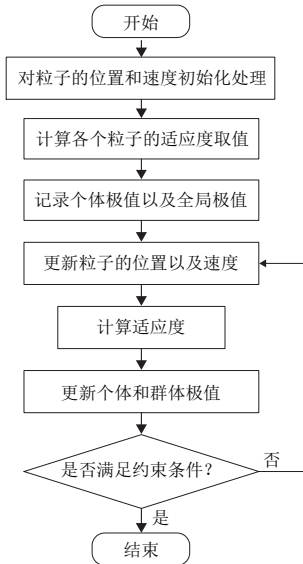 开始
对粒子的位置和速度初始化处理
计算各个粒子的适应度取值
记录个体极值以及全局极值
更新粒子的位置以及速度
计算适应度
更新个体和群体极值
是否满足约束条件?
否
是
结束